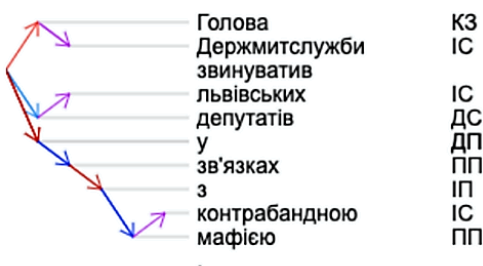 Голова КЗ
Держмитслужби ІС
звинуватив
львівських ІС
депутатів ДС
у ДП
зв'язках ПП
з ІП
контрабандною ІС
мафією ПП